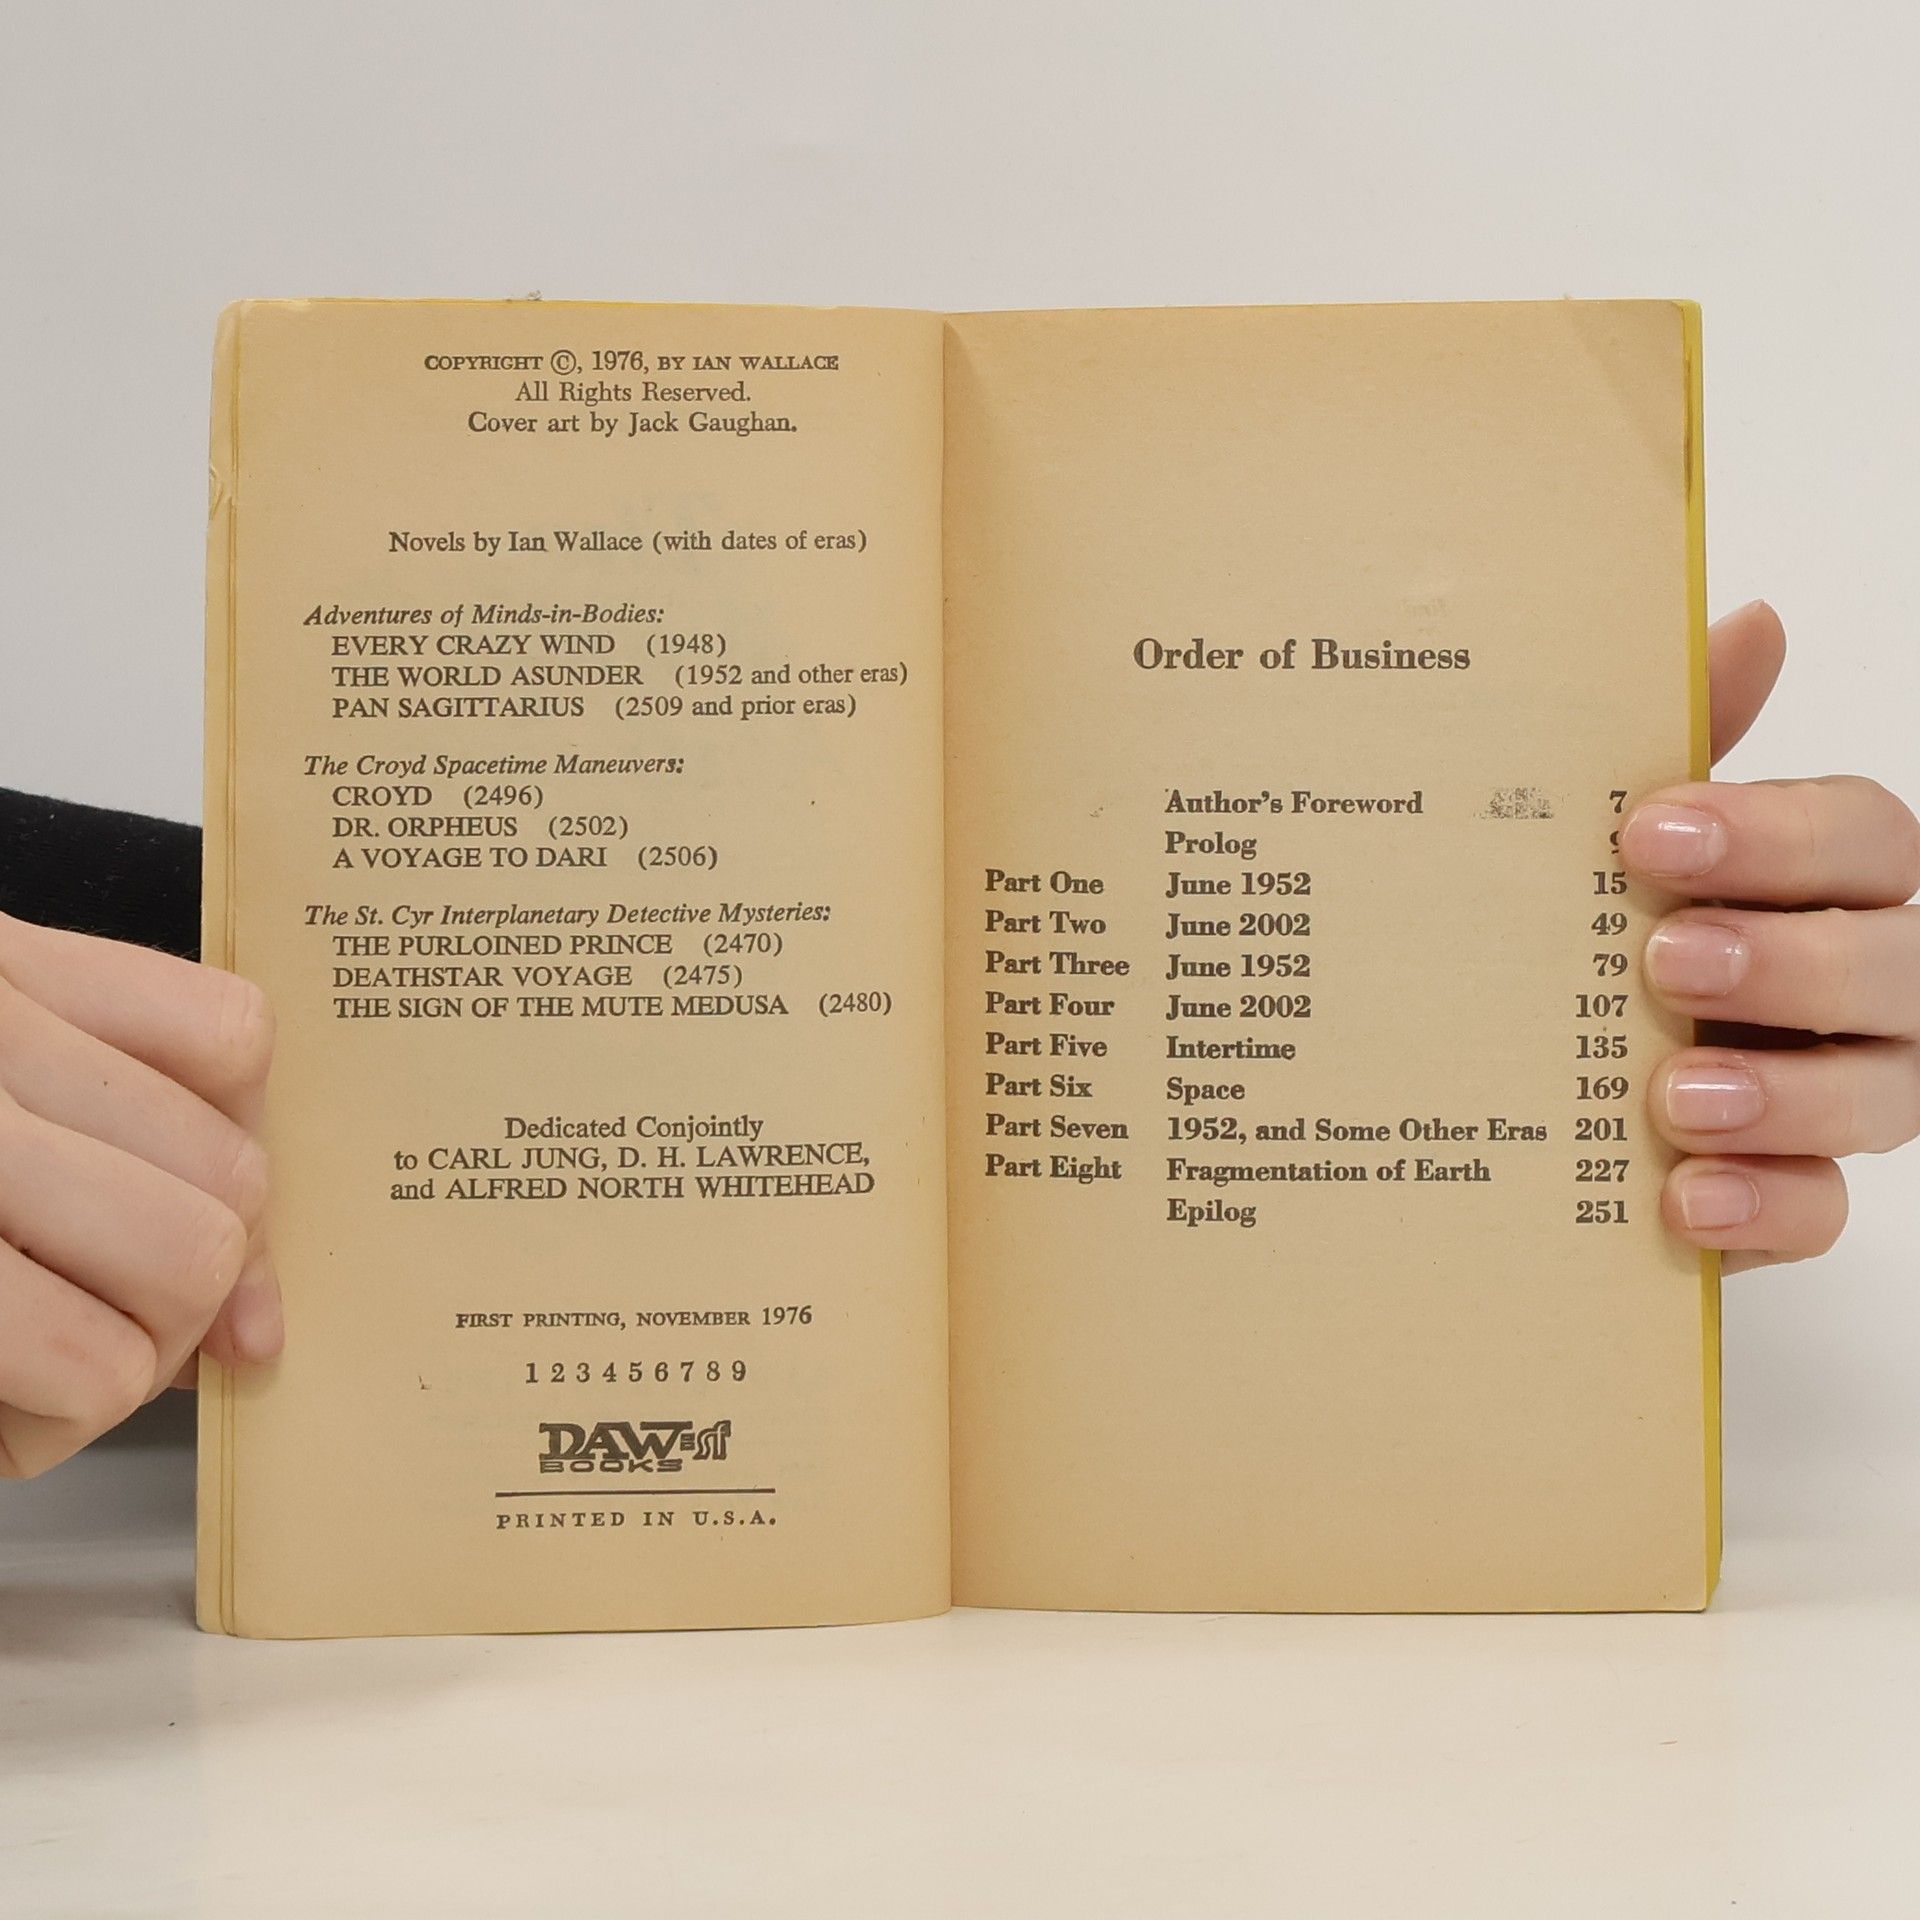 COPYRIGHT ©, 1976, BY IAN WALLACE
All Rights Reserved.
Cover art by Jack Gaughan.
Novels by Ian Wallace (with dates of eras)
Adventures of Minds-in-Bodies:
EVERY CRAZY WIND (1948)
THE WORLD ASUNDER (1952 and other eras)
PAN SAGITTARIUS (2509 and prior eras)
The Croyd Spacetime Maneuvers:
CROYD (2496)
DR. ORPHEUS (2502)
A VOYAGE TO DARI (2506)
The St. Cyr Interplanetary Detective Mysteries:
THE PURLOINED PRINCE (2470)
DEATHSTAR VOYAGE (2475)
THE SIGN OF THE MUTE MEDUSA (2480)
Dedicated Conjointly
to CARL JUNG, D. H. LAWRENCE,
and ALFRED NORTH WHITEHEAD
FIRST PRINTING, NOVEMBER 1976
1 2 3 4 5 6 7 8 9
DAW sf
BOOKS
PRINTED IN U.S.A.
Order of Business
Author's Foreword 7
Prolog 9
Part One June 1952 15
Part Two June 2002 49
Part Three June 1952 79
Part Four June 2002 107
Part Five Intertime 135
Part Six Space 169
Part Seven 1952, and Some Other Eras 201
Part Eight Fragmentation of Earth 227
Epilog 251